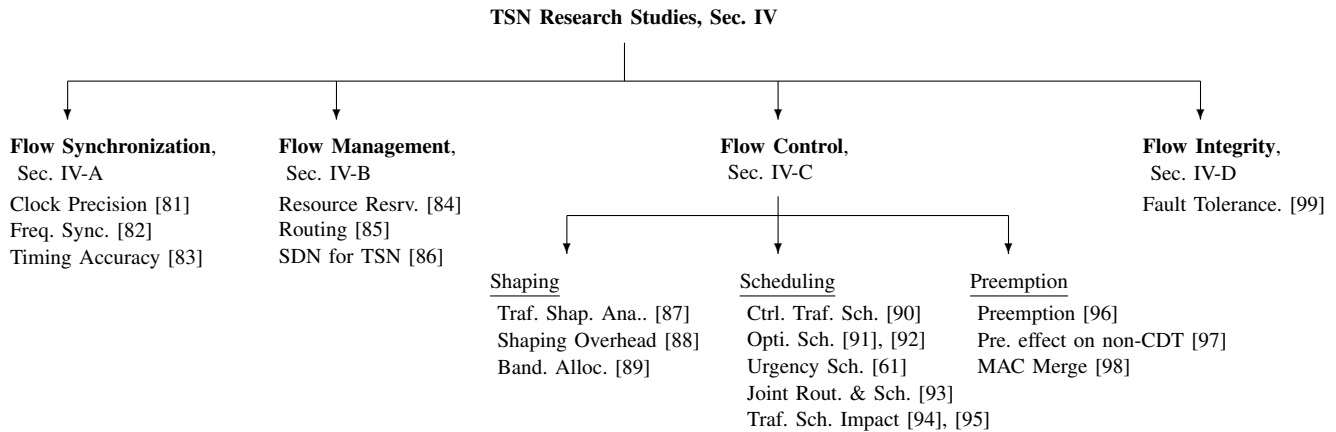 TSN Research Studies, Sec. IV
Flow Synchronization,
Sec. IV-A
Clock Precision [81]
Freq. Sync. [82]
Timing Accuracy [83]
Flow Management,
Sec. IV-B
Resource Resrv. [84]
Routing [85]
SDN for TSN [86]
Flow Control,
Sec. IV-C
Shaping
Traf. Shap. Ana.. [87]
Shaping Overhead [88]
Band. Alloc. [89]
Scheduling
Ctrl. Traf. Sch. [90]
Opti. Sch. [91], [92]
Urgency Sch. [61]
Joint Rout. & Sch. [93]
Traf. Sch. Impact [94], [95]
Preemption
Preemption [96]
Pre. effect on non-CDT [97]
MAC Merge [98]
Flow Integrity,
Sec. IV-D
Fault Tolerance. [99]